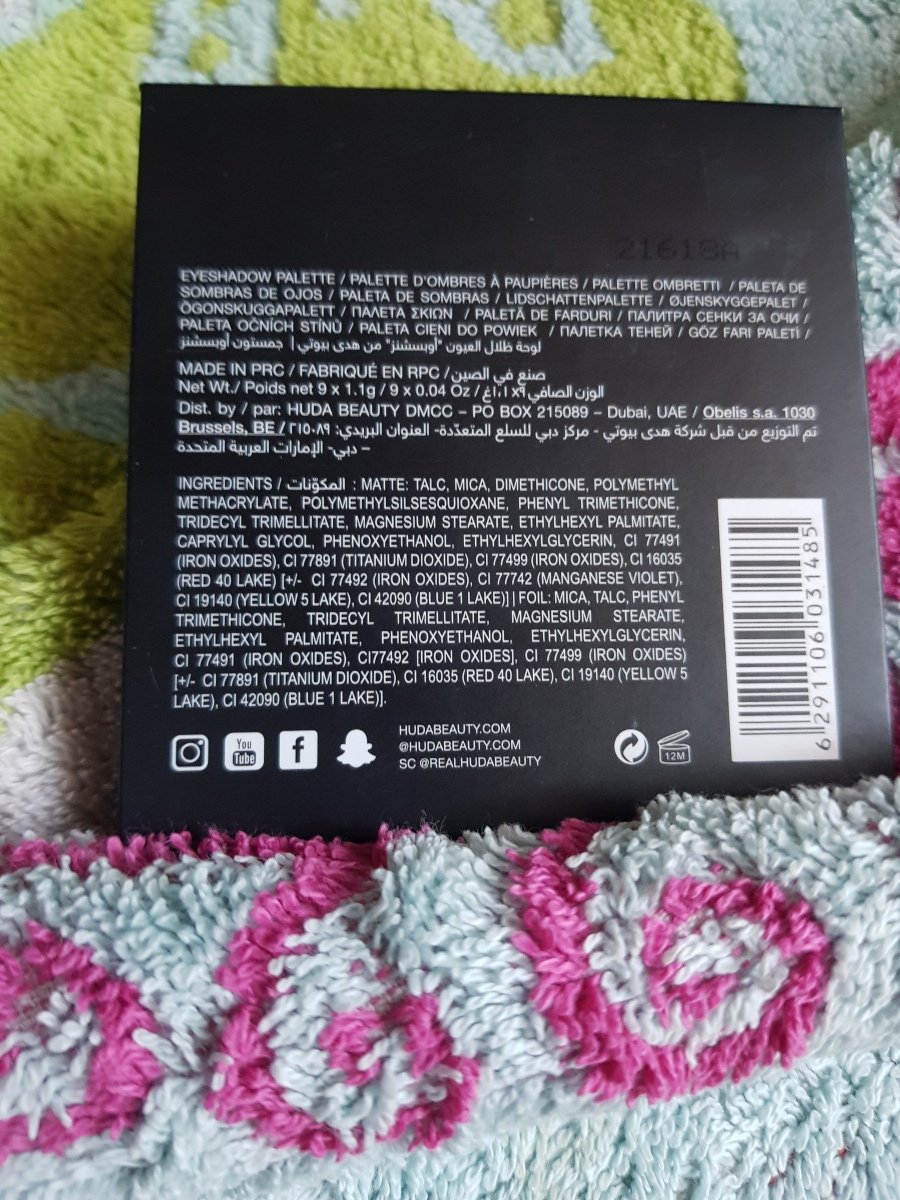 21618A
EYESHADOW PALETTE / PALETTE D'OMBRES À PAUPIÈRES / PALETTE OMBRETTI / PALETA DE
SOMBRAS DE OJOS / PALETA DE SOMBRAS / LIDSCHATTENPALETTE / ØJENSKYGGEPALET /
ÖGONSKUGGAPALETT / ΠΑΛΕΤΑ ΣΚΙΩΝ / PALETĂ DE FARDURI / ПАЛИТРА СЕНКИ ЗА ОЧИ /
PALETA OČNÍCH STÍNŮ / PALETA CIENI DO POWIEK / ПАЛЕТКА ТЕНЕЙ / GÖZ FARI PALETİ /
لوحة ظلال العيون "أوبسشنز" من هدى بيوتي | جمستون أوبسشنز
MADE IN PRC / FABRIQUÉ EN RPC / صنع في الصين
Net Wt./ Poids net 9 x 1.1g / 9 x 0.04 Oz / الوزن الصافي ٩x ١،١غ
Dist. by / par: HUDA BEAUTY DMCC – PO BOX 215089 – Dubai, UAE / Obelis s.a. 1030
Brussels, BE / تم التوزيع من قبل شركة هدى بيوتي - مركز دبي للسلع المتعدّدة- العنوان البريدي: ٢١٥٠٨٩
– دبي- الإمارات العربية المتحدة
INGREDIENTS / المكوّنات : MATTE: TALC, MICA, DIMETHICONE, POLYMETHYL
METHACRYLATE, POLYMETHYLSILSESQUIOXANE, PHENYL TRIMETHICONE,
TRIDECYL TRIMELLITATE, MAGNESIUM STEARATE, ETHYLHEXYL PALMITATE,
CAPRYLYL GLYCOL, PHENOXYETHANOL, ETHYLHEXYLGLYCERIN, CI 77491
(IRON OXIDES), CI 77891 (TITANIUM DIOXIDE), CI 77499 (IRON OXIDES), CI 16035
(RED 40 LAKE) [+/- CI 77492 (IRON OXIDES), CI 77742 (MANGANESE VIOLET),
CI 19140 (YELLOW 5 LAKE), CI 42090 (BLUE 1 LAKE)] | FOIL: MICA, TALC, PHENYL
TRIMETHICONE, TRIDECYL TRIMELLITATE, MAGNESIUM STEARATE,
ETHYLHEXYL PALMITATE, PHENOXYETHANOL, ETHYLHEXYLGLYCERIN,
CI 77491 (IRON OXIDES), CI77492 [IRON OXIDES], CI 77499 (IRON OXIDES)
[+/- CI 77891 (TITANIUM DIOXIDE), CI 16035 (RED 40 LAKE), CI 19140 (YELLOW 5
LAKE), CI 42090 (BLUE 1 LAKE)].
You
Tube
f
HUDABEAUTY.COM
@HUDABEAUTY.COM
SC @REALHUDABEAUTY
12M
6 291106 031485